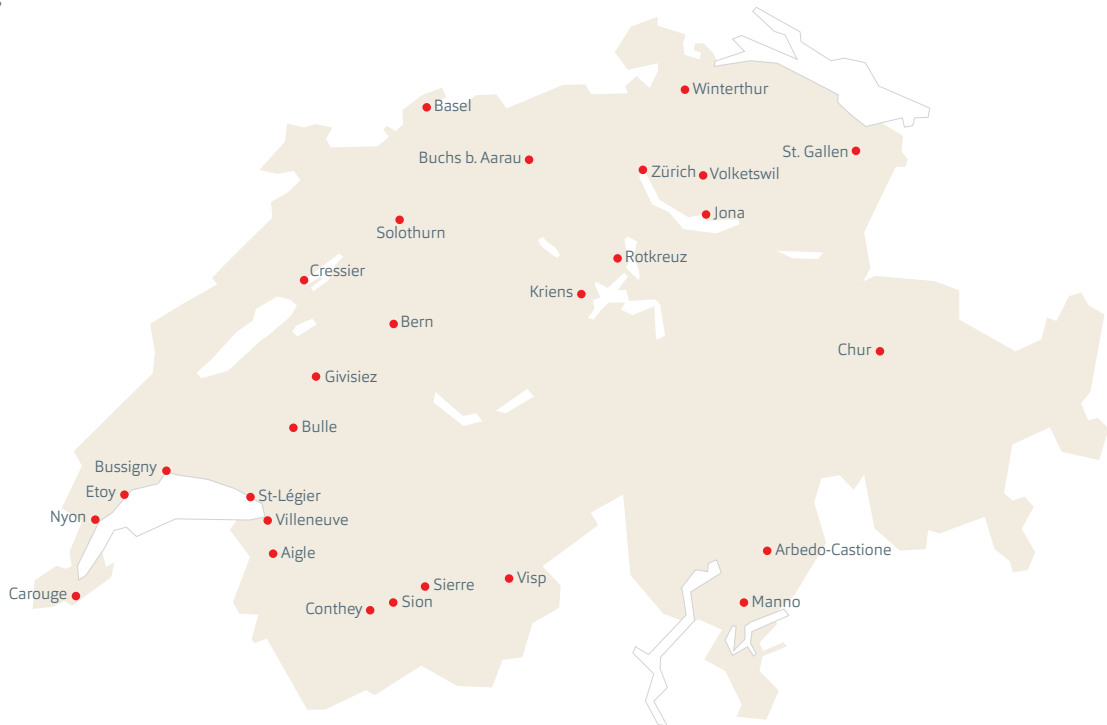 Winterthur
Basel
Buchs b. Aarau
St. Gallen
Zürich
Volketswil
Jona
Solothurn
Rotkreuz
Cressier
Kriens
Bern
Chur
Givisiez
Bulle
Bussigny
Etoy
St-Légier
Nyon
Villeneuve
Aigle
Arbedo-Castione
Visp
Sierre
Carouge
Sion
Manno
Conthey